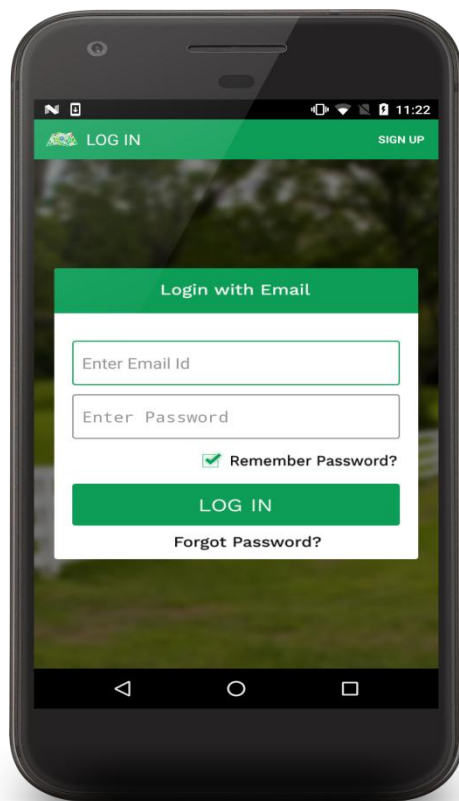 11:22
LOG IN
SIGN UP
Login with Email
Enter Email Id
Enter Password
Remember Password?
LOG IN
Forgot Password?